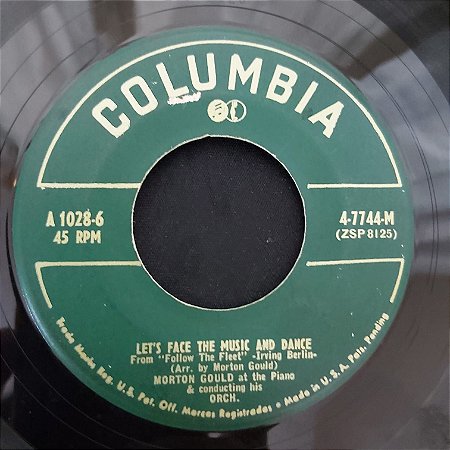 COLUMBIA
A 1028-6
45 RPM
4-7744-M
(ZSP 8125)
LET'S FACE THE MUSIC AND DANCE
From "Follow The Fleet" -Irving Berlin-
(Arr. by Morton Gould)
MORTON GOULD at the Piano
& conducting his
ORCH.
Trade Marks Reg. U.S. Pat. Off. Marcas Registradas • Made in U.S.A. Pats. Pending